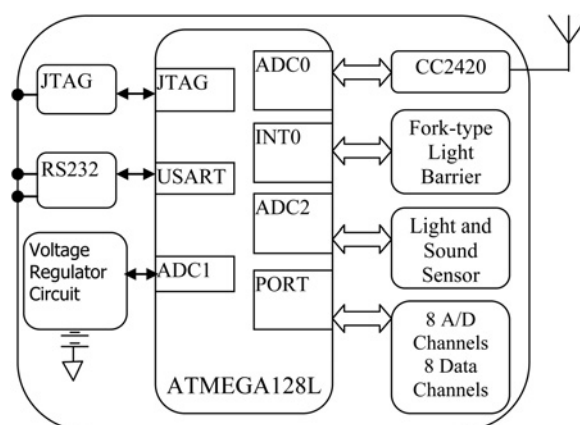 JTAG
JTAG
ADC0
CC2420
RS232
USART
INT0
Fork-type
Light
Barrier
Voltage
Regulator
Circuit
ADC1
ADC2
Light and
Sound
Sensor
PORT
8 A/D
Channels
8 Data
Channels
ATMEGA128L